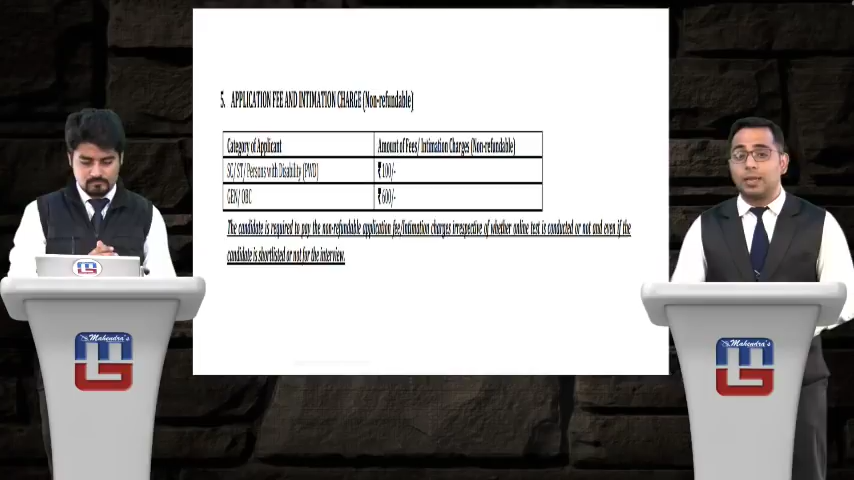 5. APPLICATION FEE AND INTIMATION CHARGE (Non-refundable)
Category of Applicant Amount of Fees/ Intimation Charges (Non-refundable)
SC/ ST/ Persons with Disability (PWD) ₹ 100/-
GEN/ OBC ₹ 600/-
The candidate is required to pay the non-refundable application fee/intimation charges irrespective of whether online test is conducted or not and even if the
candidate is shortlisted or not for the interview.
Mahendra's
Mahendra's